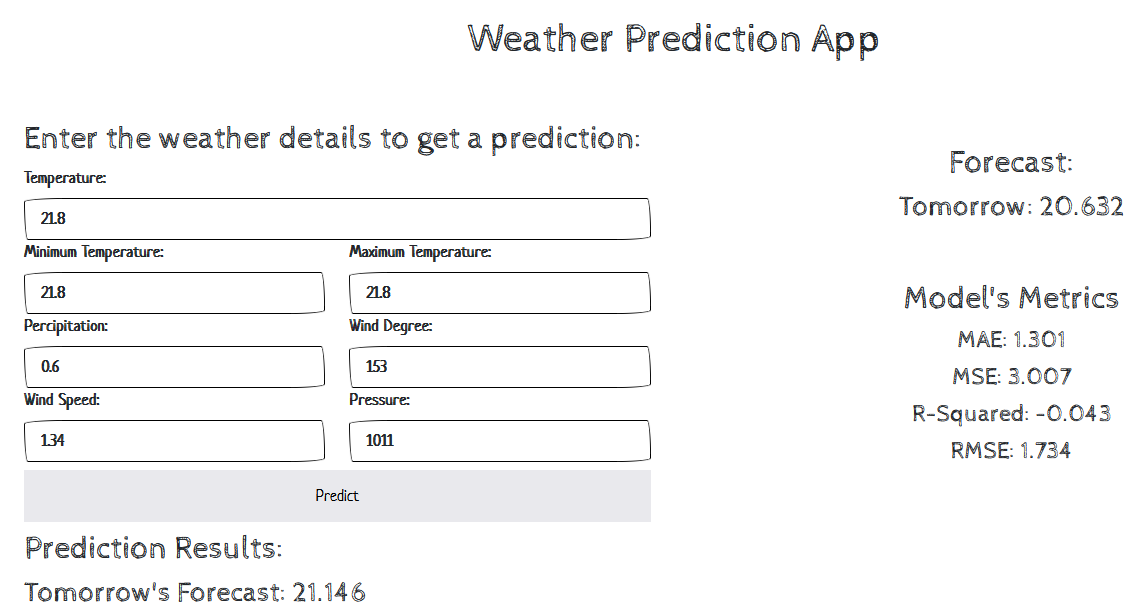 Weather Prediction App
Enter the weather details to get a prediction:
Temperature:
21.8
Minimum Temperature: Maximum Temperature:
21.8 21.8
Percipitation: Wind Degree:
0.6 153
Wind Speed: Pressure:
1.34 1011
Predict
Prediction Results:
Tomorrow's Forecast: 21.146
Forecast:
Tomorrow: 20.632
Model's Metrics
MAE: 1.301
MSE: 3.007
R-Squared: -0.043
RMSE: 1.734